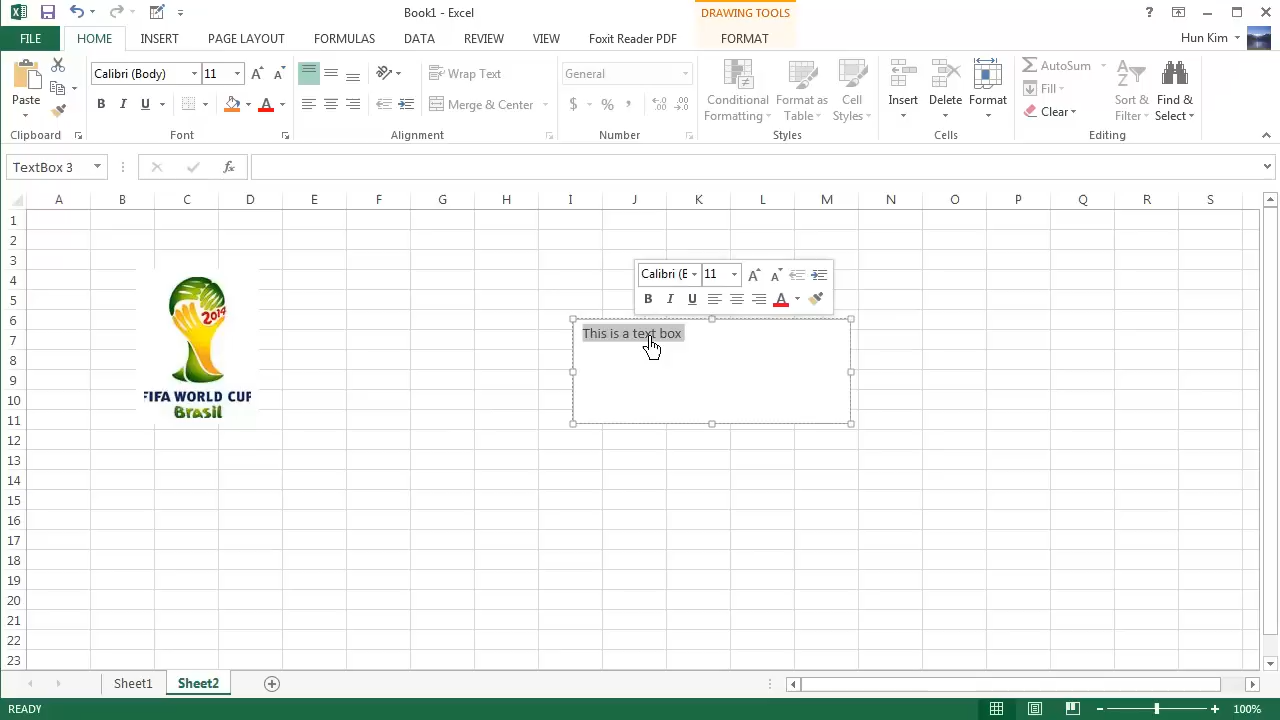 Book1 - Excel
DRAWING TOOLS
?
FILE
HOME
INSERT
PAGE LAYOUT
FORMULAS
DATA
REVIEW
VIEW
Foxit Reader PDF
FORMAT
Hun Kim
Paste
Calibri (Body)
11
B I U
A
Wrap Text
Merge & Center
General
$ % ,
Conditional Formatting
Format as Table
Cell Styles
Insert
Delete
Format
AutoSum
Fill
Clear
Sort & Filter
Find & Select
Clipboard
Font
Alignment
Number
Styles
Cells
Editing
TextBox 3
fx
A B C D E F G H I J K L M N O P Q R S
1
2
3
4
5
6
7
8
9
10
11
12
13
14
15
16
17
18
19
20
21
22
23
2014
FIFA WORLD CUP
Brasil
Calibri (E
11
B I U
A
This is a text box
Sheet1
Sheet2
READY
100%